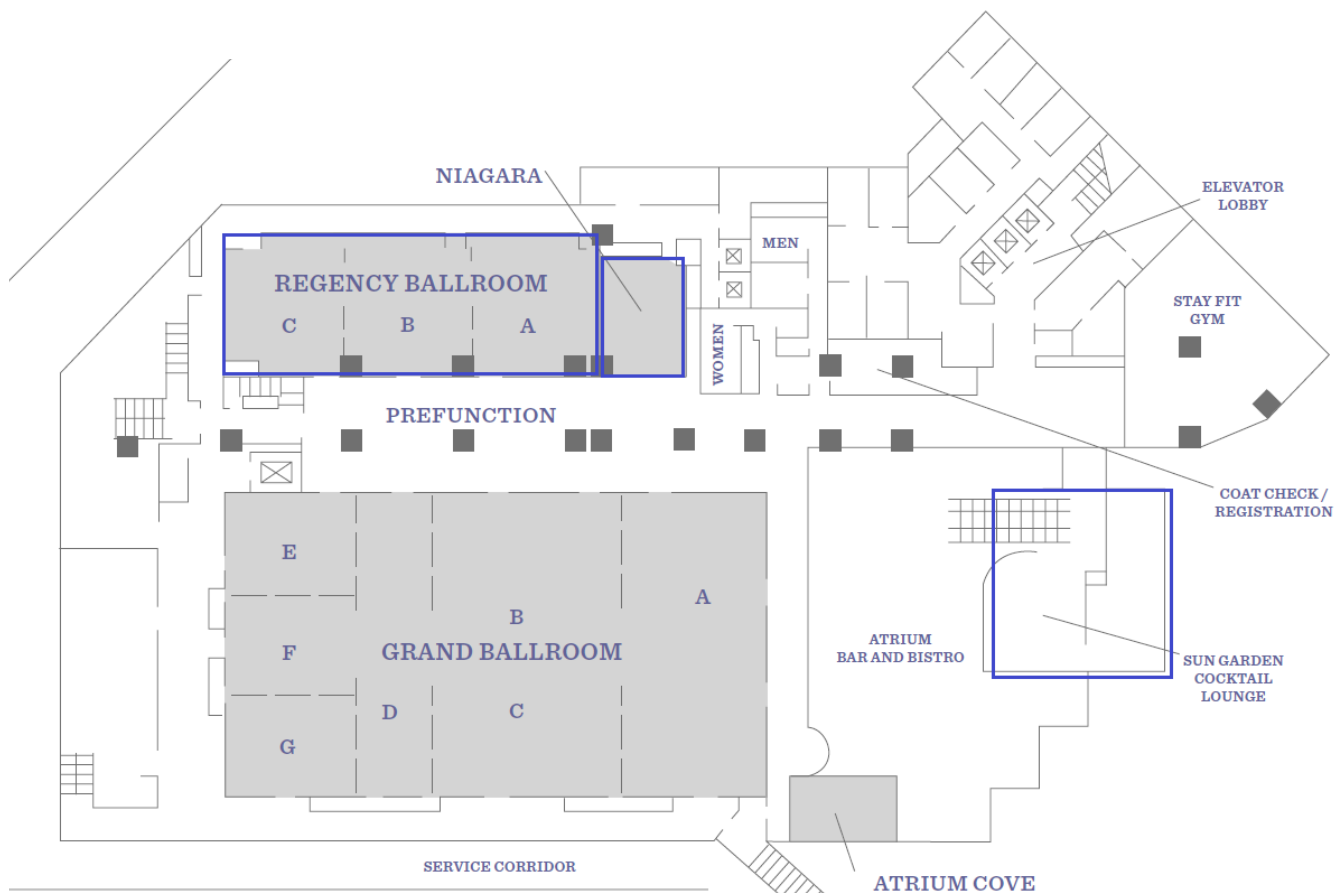 NIAGARA
ELEVATOR
LOBBY
MEN
REGENCY BALLROOM
C
B
A
STAY FIT
GYM
WOMEN
PREFUNCTION
COAT CHECK /
REGISTRATION
E
A
B
F
GRAND BALLROOM
ATRIUM
BAR AND BISTRO
SUN GARDEN
COCKTAIL
LOUNGE
D
C
G
SERVICE CORRIDOR
ATRIUM COVE